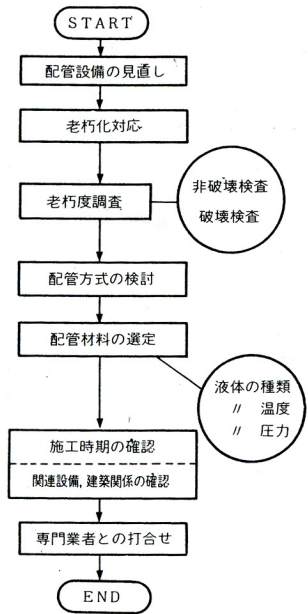 START
配管設備の見直し
老朽化対応
老朽度調査
非破壊検査
破壊検査
配管方式の検討
配管材料の選定
液体の種類
〃 温度
〃 圧力
施工時期の確認
関連設備,建築関係の確認
専門業者との打合せ
END